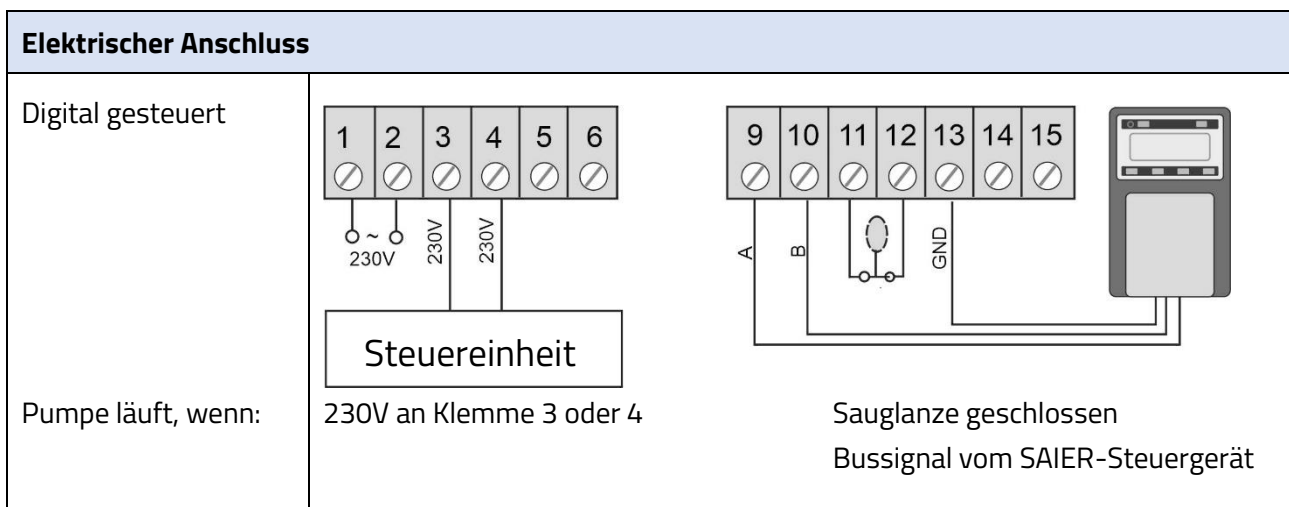 Elektrischer Anschluss
Digital gesteuert
1 2 3 4 5 6
~
230V
230V
230V
Steuereinheit
9 10 11 12 13 14 15
A
B
GND
Pumpe läuft, wenn:
230V an Klemme 3 oder 4
Sauglanze geschlossen
Bussignal vom SAIER-Steuergerät